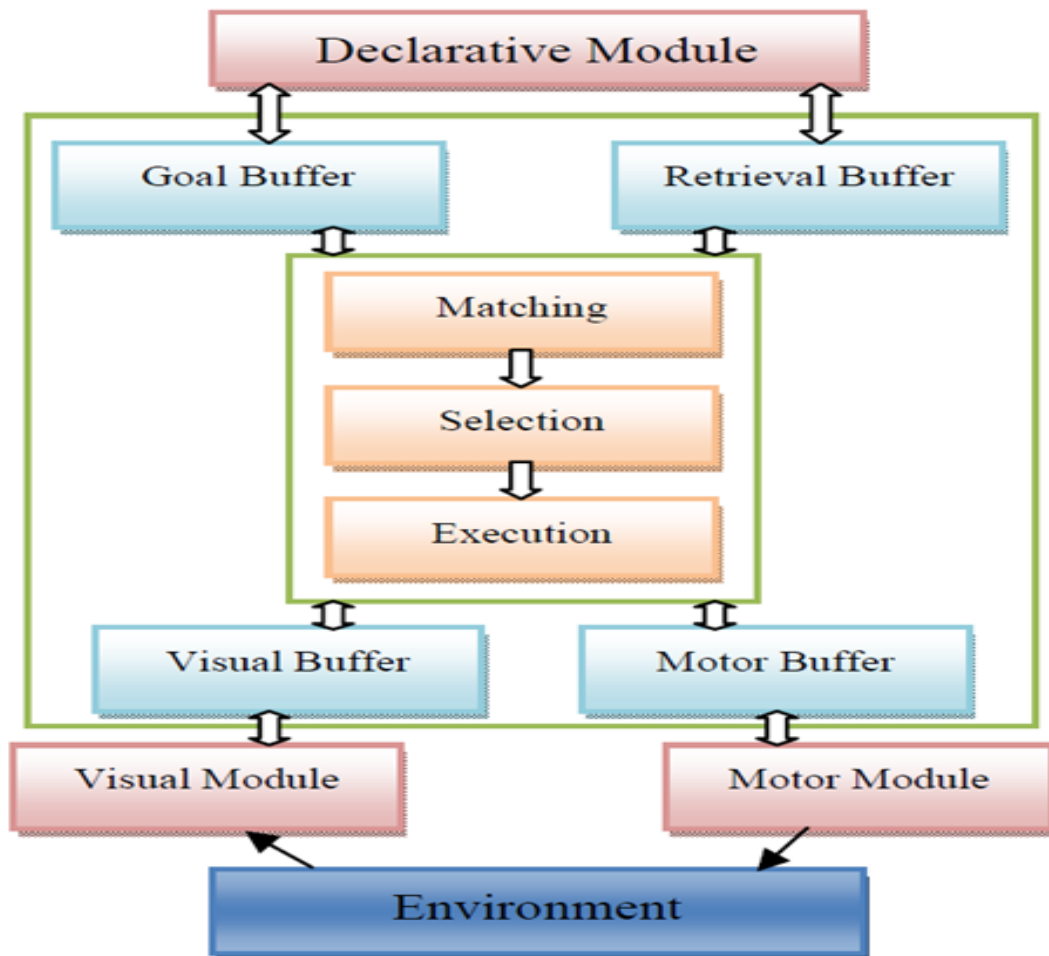 Declarative Module
Goal Buffer
Retrieval Buffer
Matching
Selection
Execution
Visual Buffer
Motor Buffer
Visual Module
Motor Module
Environment